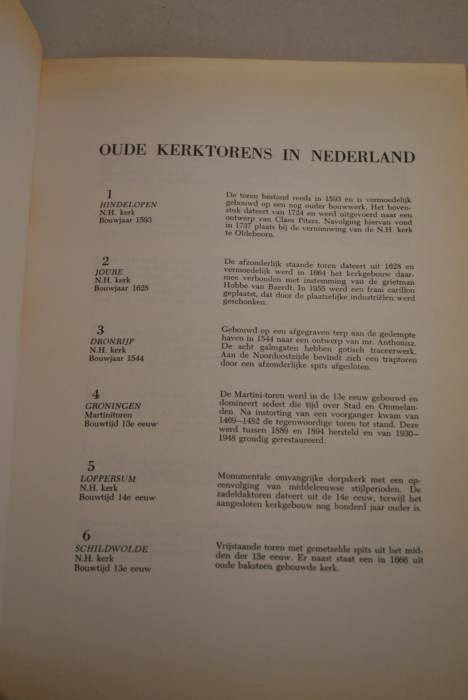 OUDE KERKTORENS IN NEDERLAND
1
HINDELOPEN
N.H. kerk
Bouwjaar 1593
De toren bestond reeds in 1593 en is vermoedelijk
gebouwd op een nog ouder bouwwerk. Het boven-
stuk dateert van 1724 en werd uitgevoerd naar een
ontwerp van Claes Piters. Navolging hiervan vond
in 1737 plaats bij de vernieuwing van de N.H. kerk
te Oldeboorn.
2
JOURE
N.H. kerk
Bouwjaar 1628
De afzonderlijk staande toren dateert uit 1628 en
vermoedelijk werd in 1664 het kerkgebouw daar-
mee verbouwen met instemming van de grietman
Hobbe van Baerdt. In 1955 werd een fraai carillon
geplaatst, dat door de plaatselijke industriëlen werd
geschonken.
3
DRONRIJP
N.H. kerk
Bouwjaar 1544
Gebouwd op een afgegraven terp aan de gedempte
haven in 1544 naar een ontwerp van mr. Anthonisz.
De acht galmgaten hebben gotisch traceerwerk.
Aan de Noordoostzijde bevindt zich een traptoren
door een afzonderlijke spits afgesloten.
4
GRONINGEN
Martinitoren
Bouwtijd 13e eeuw
De Martini-toren werd in de 13e eeuw gebouwd en
domineert sedert die tijd over Stad en Ommelan-
den. Na instorting van een voorganger kwam van
1469–1482 de tegenwoordige toren tot stand. Deze
werd tussen 1889 en 1894 hersteld en van 1930–
1948 grondig gerestaureerd.
5
LOPPERSUM
N.H. kerk
Bouwtijd 14e eeuw
Monumentale omvangrijke dorpskerk met een op-
eenvolging van middeleeuwse stijlperioden. De
zadeldaktoren dateert uit de 14e eeuw, terwijl het
aangesloten kerkgebouw nog honderd jaar ouder is.
6
SCHILDWOLDE
N.H. kerk
Bouwtijd 13e eeuw
Vrijstaande toren met gemetselde spits uit het mid-
den der 13e eeuw. Er naast staat een in 1666 uit
oude baksteen gebouwde kerk.